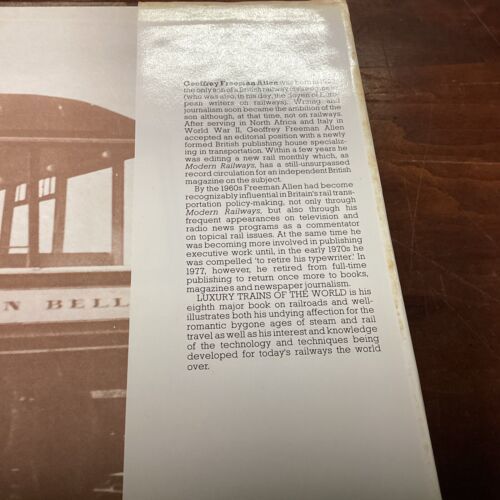 Geoffrey Freeman Allen was born in
the only son of a British railway
(who was also, in his day, the doyen of Euro-
pean writers on railways). Writing and
journalism soon became the ambition of the
son although, at that time, not on railways.
After serving in North Africa and Italy in
World War II, Geoffrey Freeman Allen
accepted an editorial position with a newly
formed British publishing house specializ-
ing in transportation. Within a few years he
was editing a new rail monthly which, as
Modern Railways, has a still-unsurpassed
record circulation for an independent British
magazine on the subject.
By the 1960s Freeman Allen had become
recognizably influential in Britain's rail trans-
portation policy-making, not only through
Modern Railways, but also through his
frequent appearances on television and
radio news programs as a commentator
on topical rail issues. At the same time he
was becoming more involved in publishing
executive work until, in the early 1970s he
was compelled 'to retire his typewriter.' In
1977, however, he retired from full-time
publishing to return once more to books,
magazines and newspaper journalism.
LUXURY TRAINS OF THE WORLD is his
eighth major book on railroads and well-
illustrates both his undying affection for the
romantic bygone ages of steam and rail
travel as well as his interest and knowledge
of the technology and techniques being
developed for today's railways the world
over.
N BELL